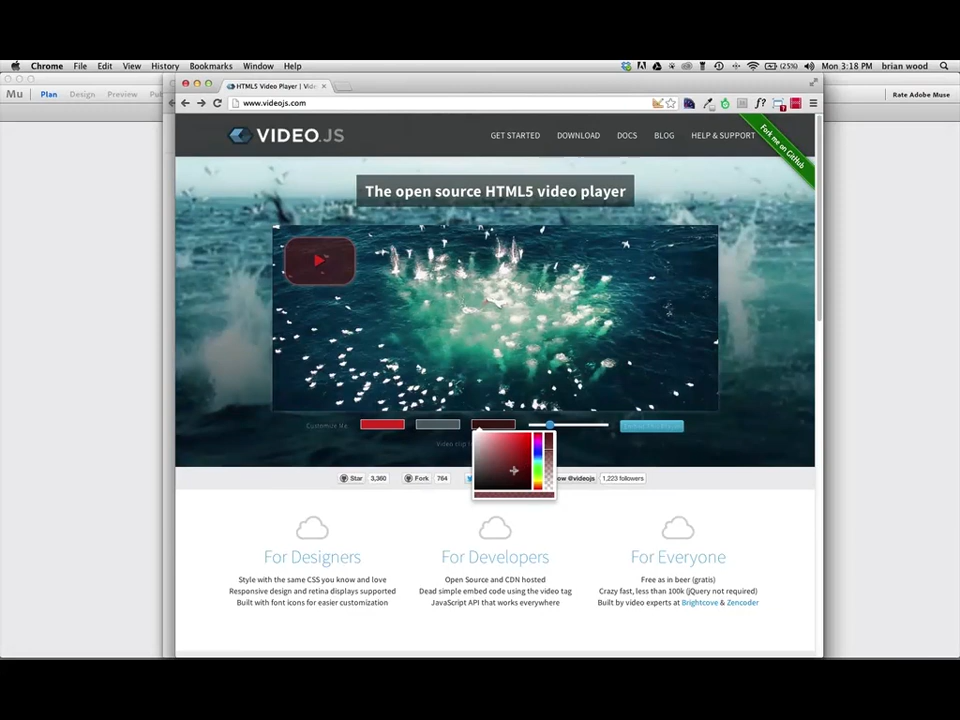 Chrome File Edit View History Bookmarks Window Help (25%) Mon 3:18 PM brian wood
Mu Plan Design Preview Rate Adobe Muse
HTML5 Video Player | Vide
www.videojs.com
VIDEO.JS GET STARTED DOWNLOAD DOCS BLOG HELP & SUPPORT
Fork me on GitHub
The open source HTML5 video player
Customize Me
Video clip
Star 3,360 Fork 764 @videojs 1,223 followers
For Designers For Developers For Everyone
Style with the same CSS you know and love Open Source and CDN hosted Free as in beer (gratis)
Responsive design and retina displays supported Dead simple embed code using the video tag Crazy fast, less than 100k (jQuery not required)
Built with font icons for easier customization JavaScript API that works everywhere Built by video experts at Brightcove & Zencoder